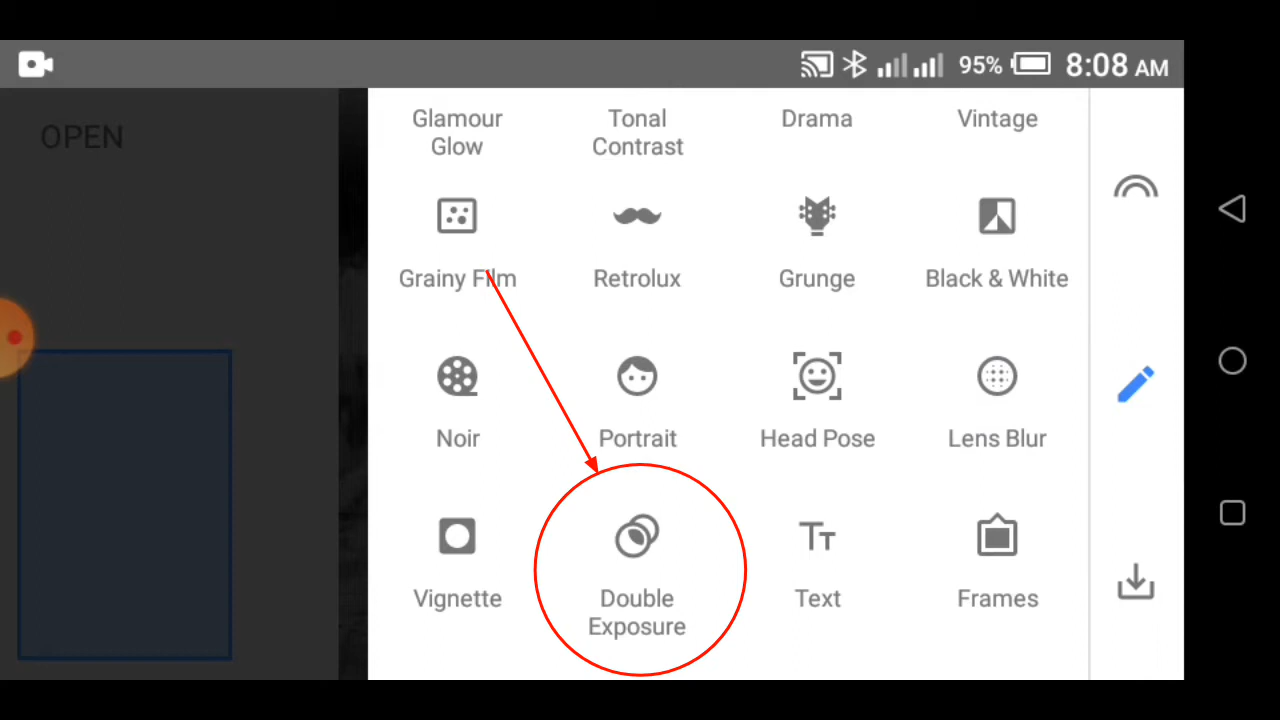 95% 8:08 AM
OPEN
Glamour Glow
Tonal Contrast
Drama
Vintage
Grainy Film
Retrolux
Grunge
Black & White
Noir
Portrait
Head Pose
Lens Blur
Vignette
Double Exposure
Text
Frames